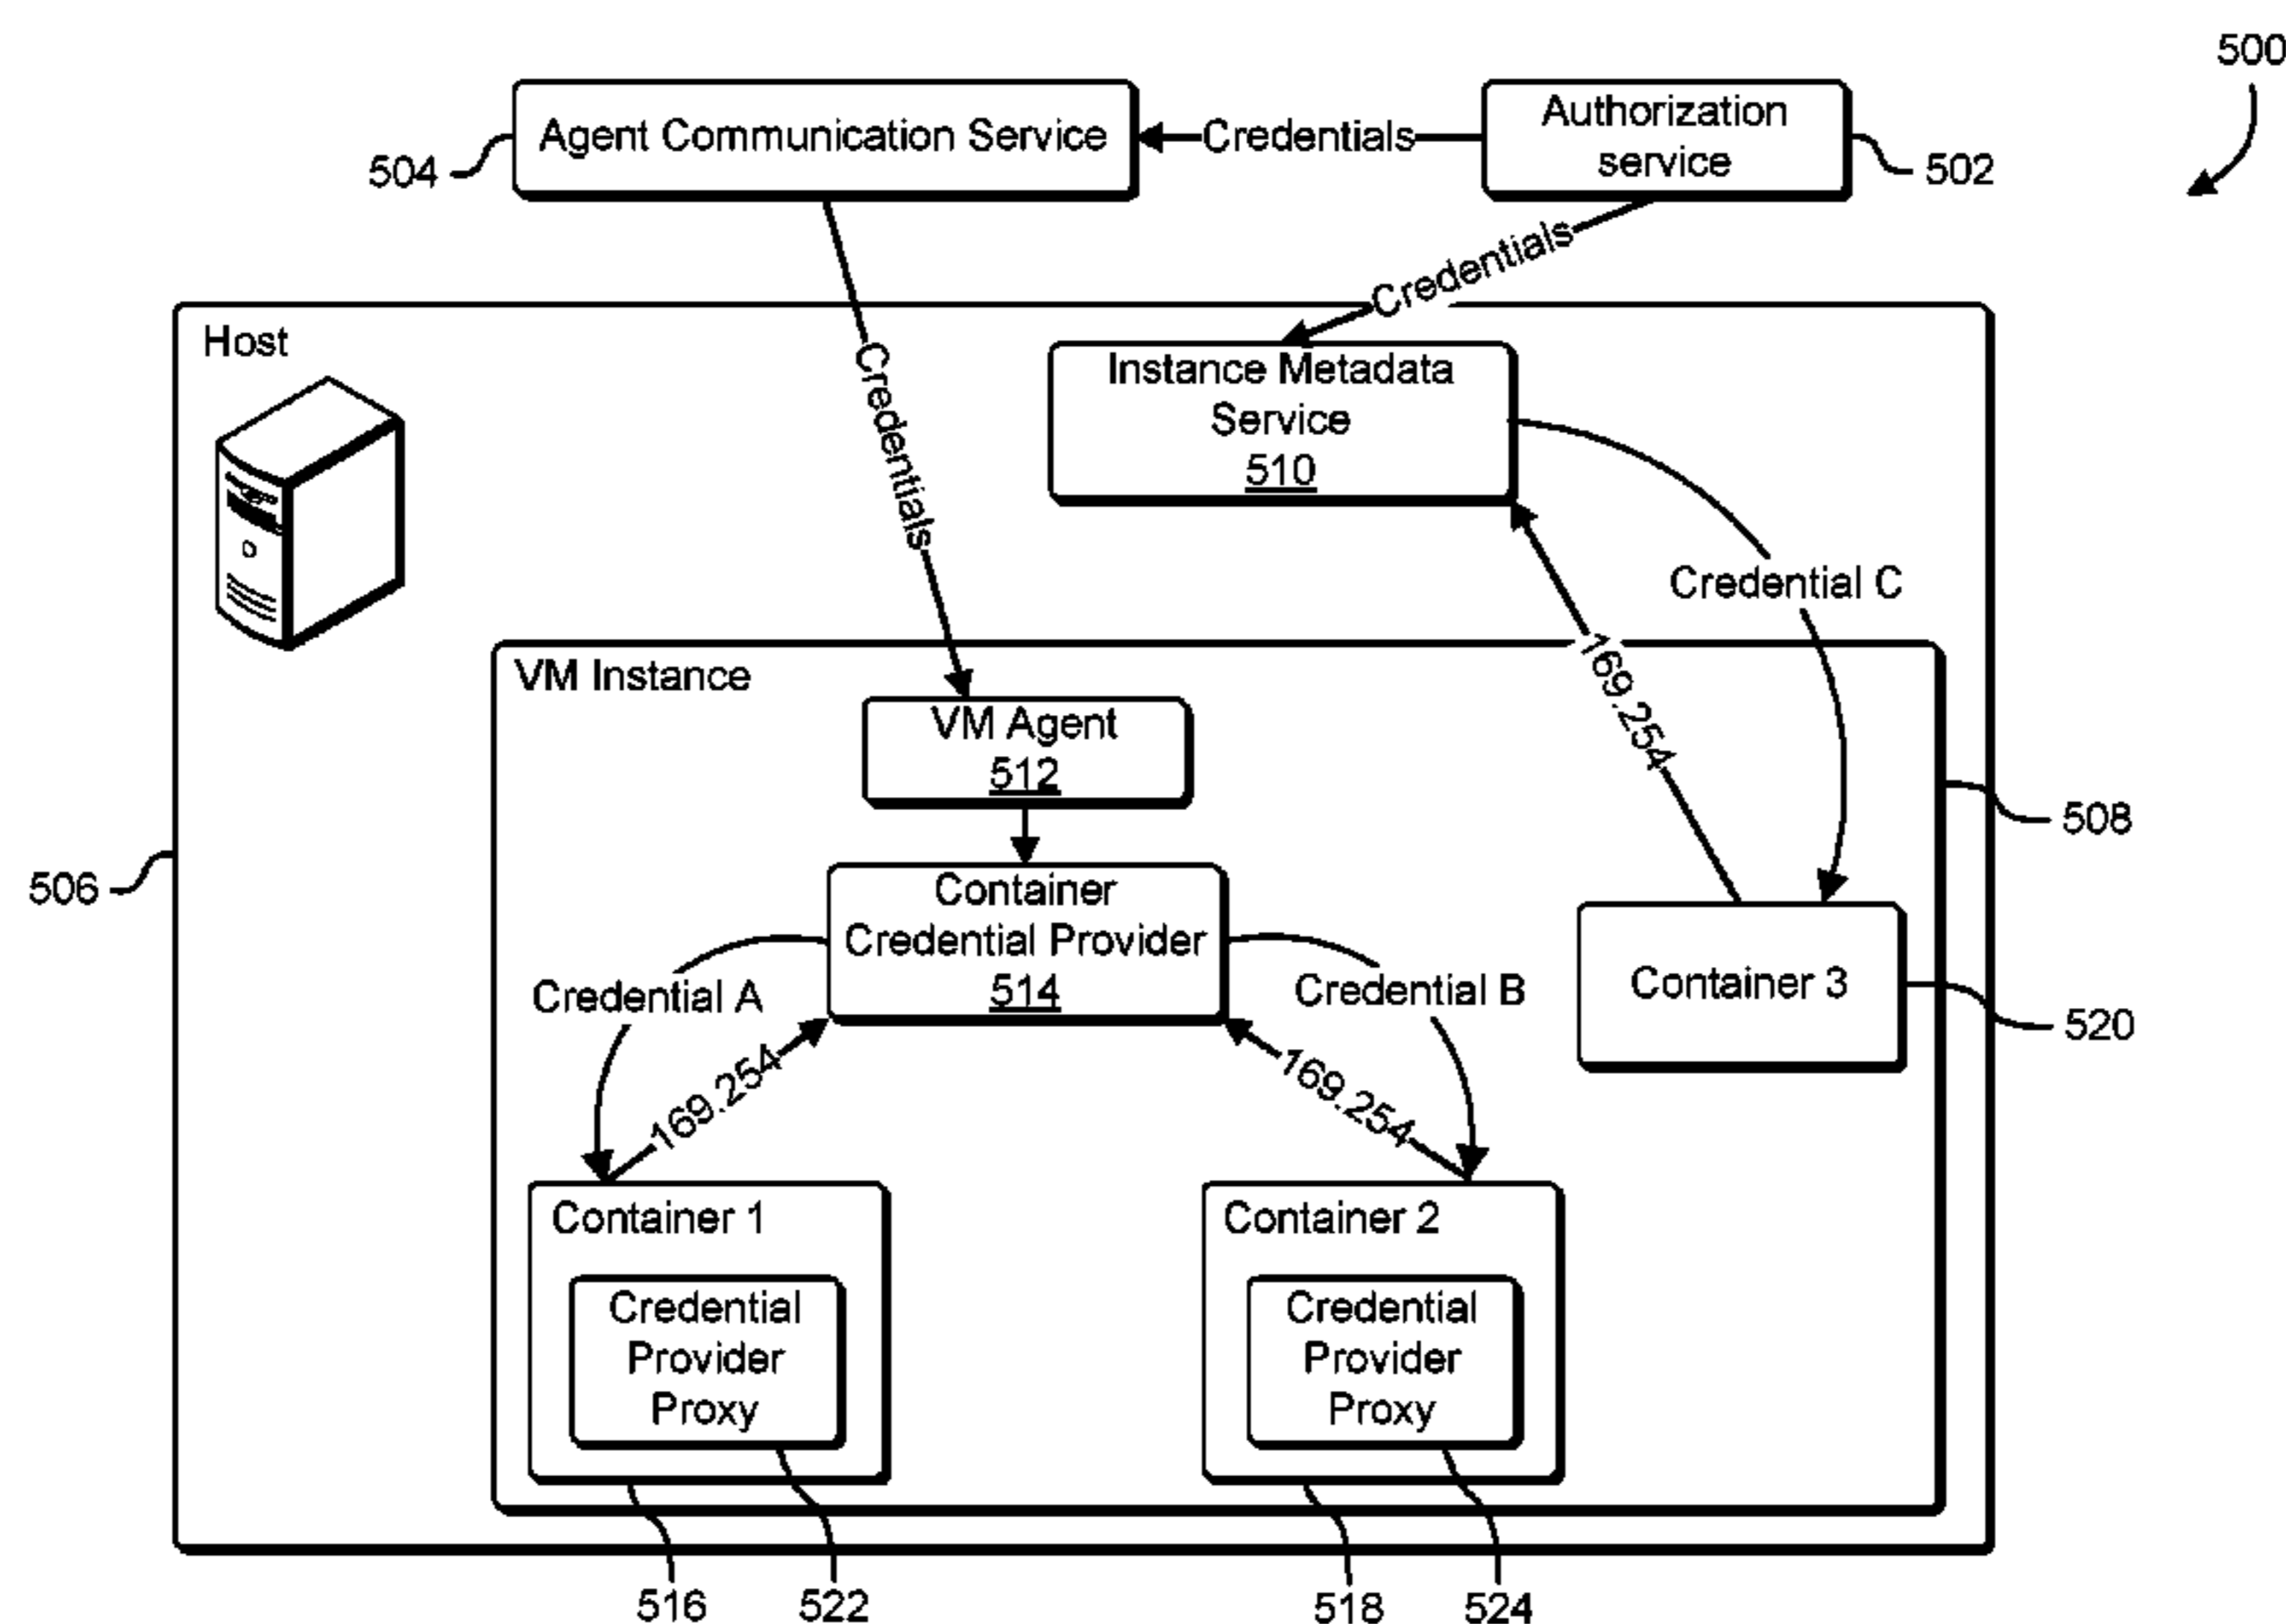 500
Agent Communication Service
Credentials
Authorization
service
504
502
Credentials
Host
Credentials
Instance Metadata
Service
510
Credential C
169.254
VM Instance
VM Agent
512
508
506
Container
Credential Provider
514
Credential A
Credential B
Container 3
520
169.254
169.254
Container 1
Container 2
Credential
Provider
Proxy
Credential
Provider
Proxy
516
522
518
524